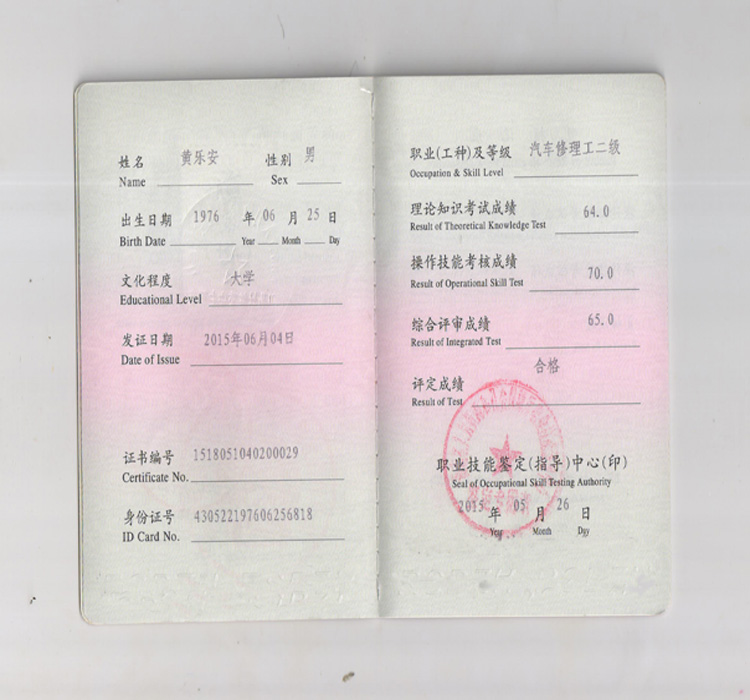 姓名 黄乐安 性别 男
Name Sex
出生日期 1976 年 06 月 25 日
Birth Date Year Month Day
文化程度 大学
Educational Level
发证日期 2015年06月04日
Date of Issue
证书编号 1518051040200029
Certificate No.
身份证号 430522197606256818
ID Card No.
职业(工种)及等级 汽车修理工二级
Occupation & Skill Level
理论知识考试成绩 64.0
Result of Theoretical Knowledge Test
操作技能考核成绩 70.0
Result of Operational Skill Test
综合评审成绩 65.0
Result of Integrated Test
评定成绩 合格
Result of Test
职业技能鉴定(指导)中心(印)
Seal of Occupational Skill Testing Authority
2015 年 05 月 26 日
Year Month Day